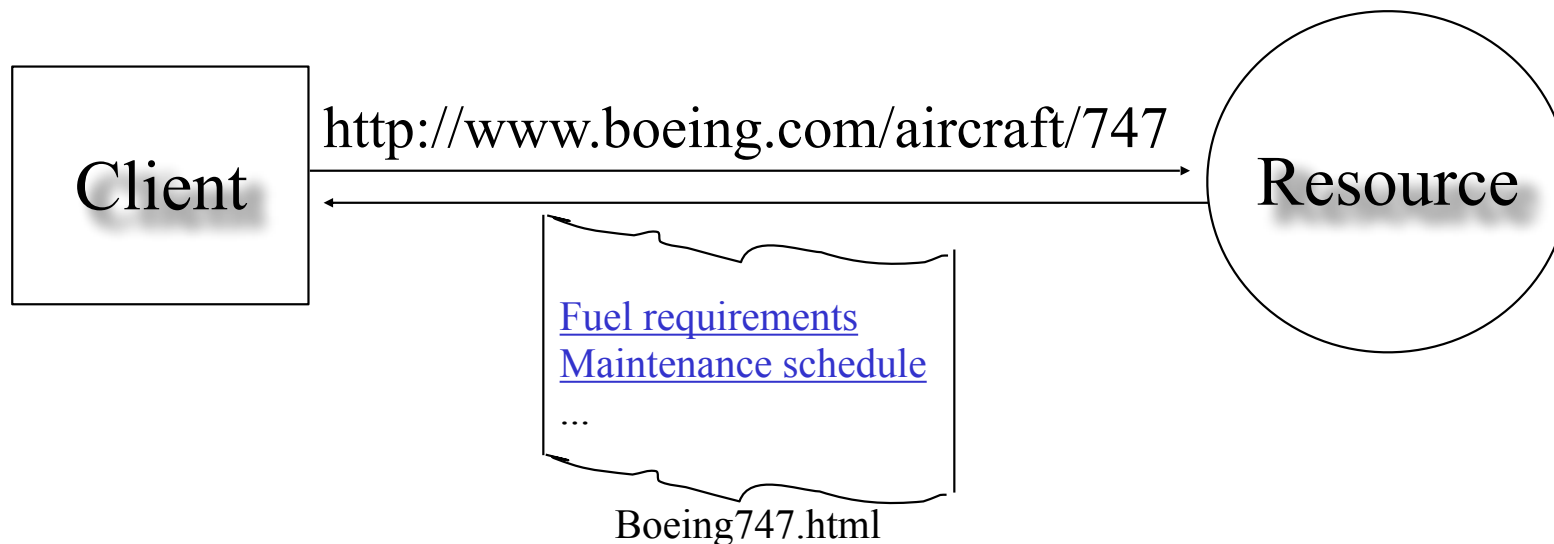 Client
http://www.boeing.com/aircraft/747
Resource
Fuel requirements
Maintenance schedule
...
Boeing747.html